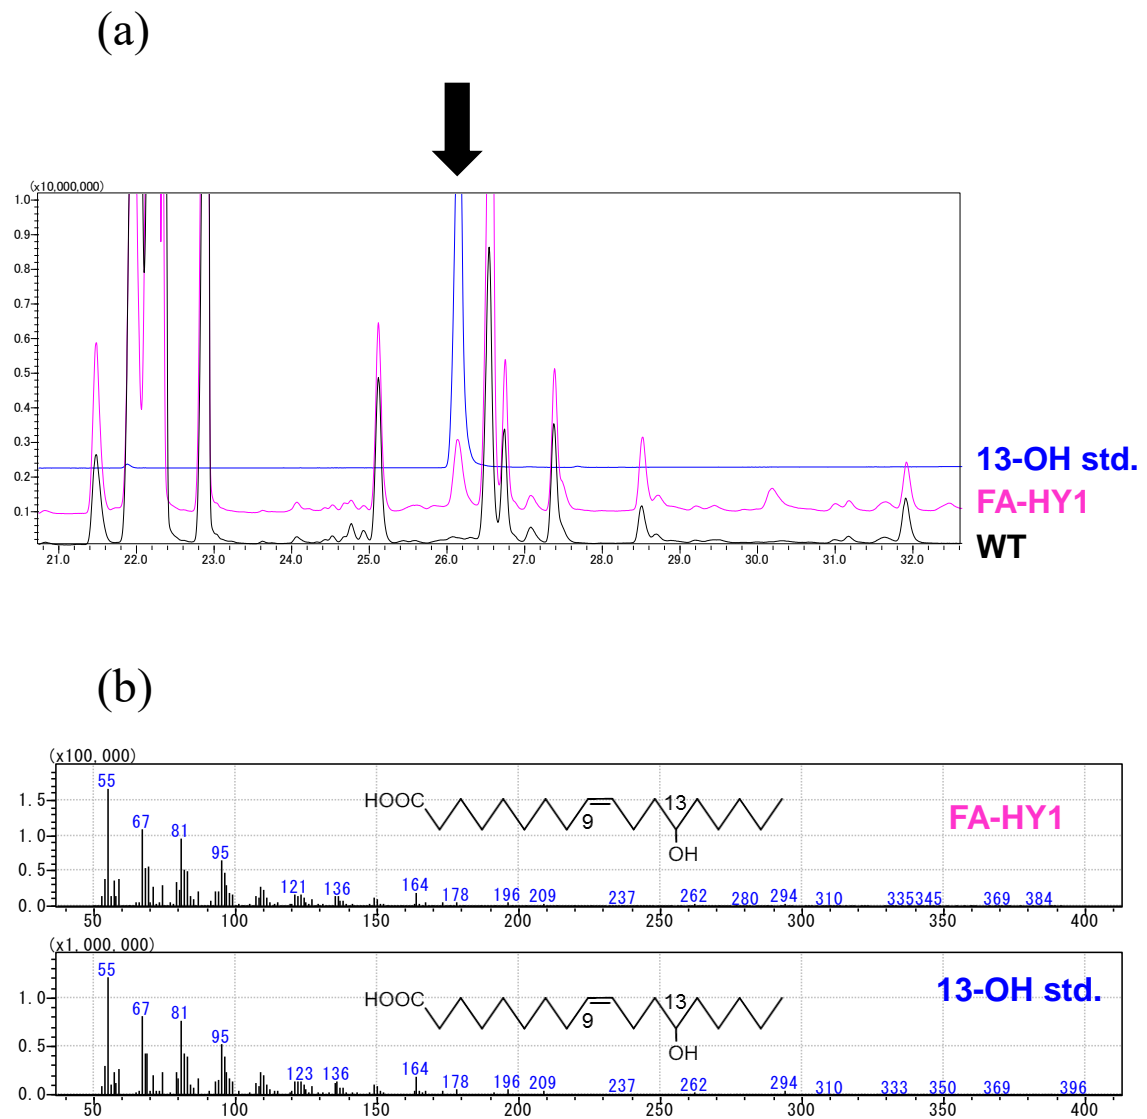 (a)
(x10,000,000)
1.0
0.9
0.8
0.7
0.6
0.5
0.4
0.3
0.2
0.1
21.0 22.0 23.0 24.0 25.0 26.0 27.0 28.0 29.0 30.0 31.0 32.0
13-OH std.
FA-HY1
WT
(b)
(x100,000)
1.5
1.0
0.5
0.0
55 67 81 95 121 136 164 178 196 209 237 262 280 294 310 335 345 369 384
HOOC 9 13 OH
FA-HY1
50 100 150 200 250 300 350 400
(x1,000,000)
1.0
0.5
0.0
55 67 81 95 123 136 164 178 196 209 237 262 294 310 333 350 369 396
HOOC 9 13 OH
13-OH std.
50 100 150 200 250 300 350 400